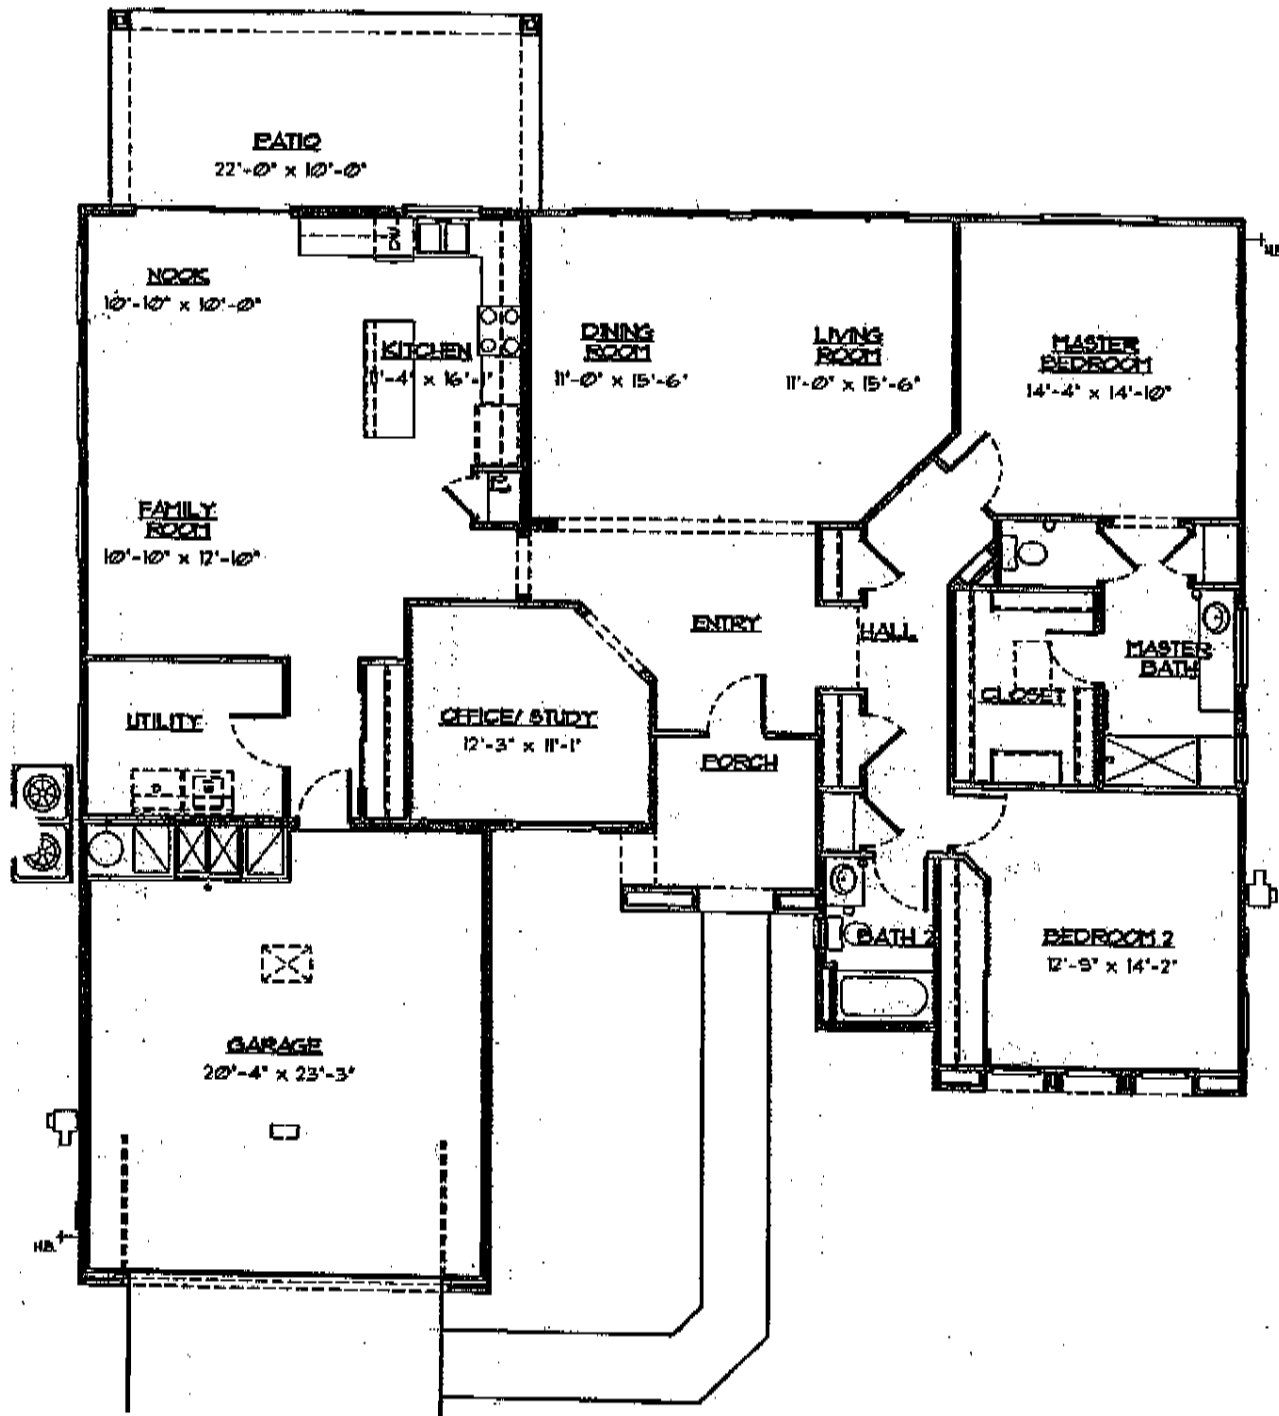 PATIO
22'-0" x 10'-0"
NOOK
10'-10" x 10'-0"
KITCHEN
'-4" x 16'-1"
DINING
ROOM
11'-0" x 15'-6"
LIVING
ROOM
11'-0" x 15'-6"
MASTER
BEDROOM
14'-4" x 14'-10"
FAMILY
ROOM
10'-10" x 12'-10"
ENTRY
HALL
MASTER
BATH
CLOSET
UTILITY
OFFICE/ STUDY
12'-3" x 11'-1"
PORCH
BATH 2
BEDROOM 2
12'-9" x 14'-2"
GARAGE
20'-4" x 23'-3"
H.B.